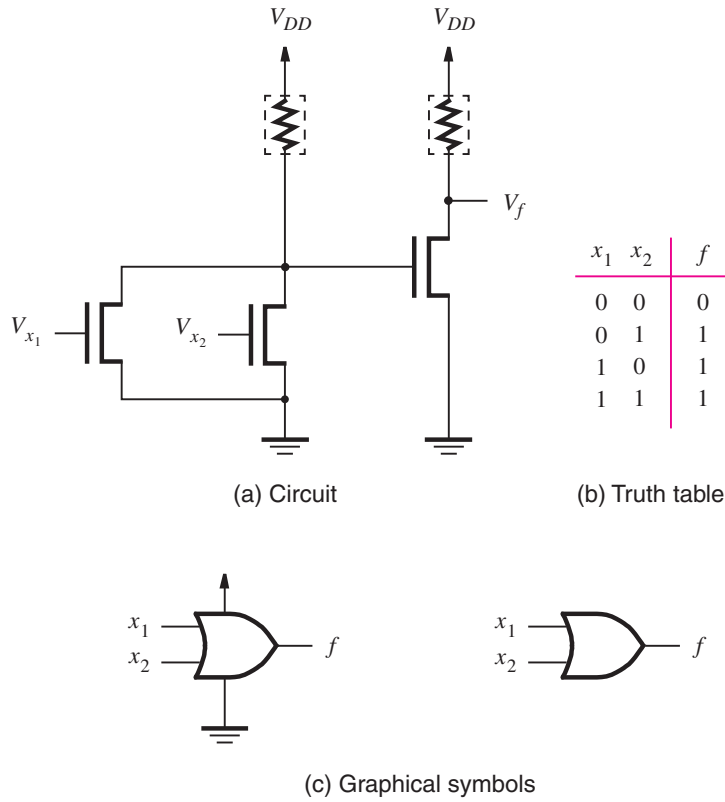 V_DD V_DD
V_f
V_x1 V_x2
x1 x2 f
0 0 0
0 1 1
1 0 1
1 1 1
(a) Circuit
(b) Truth table
x1
x2
f
x1
x2
f
(c) Graphical symbols